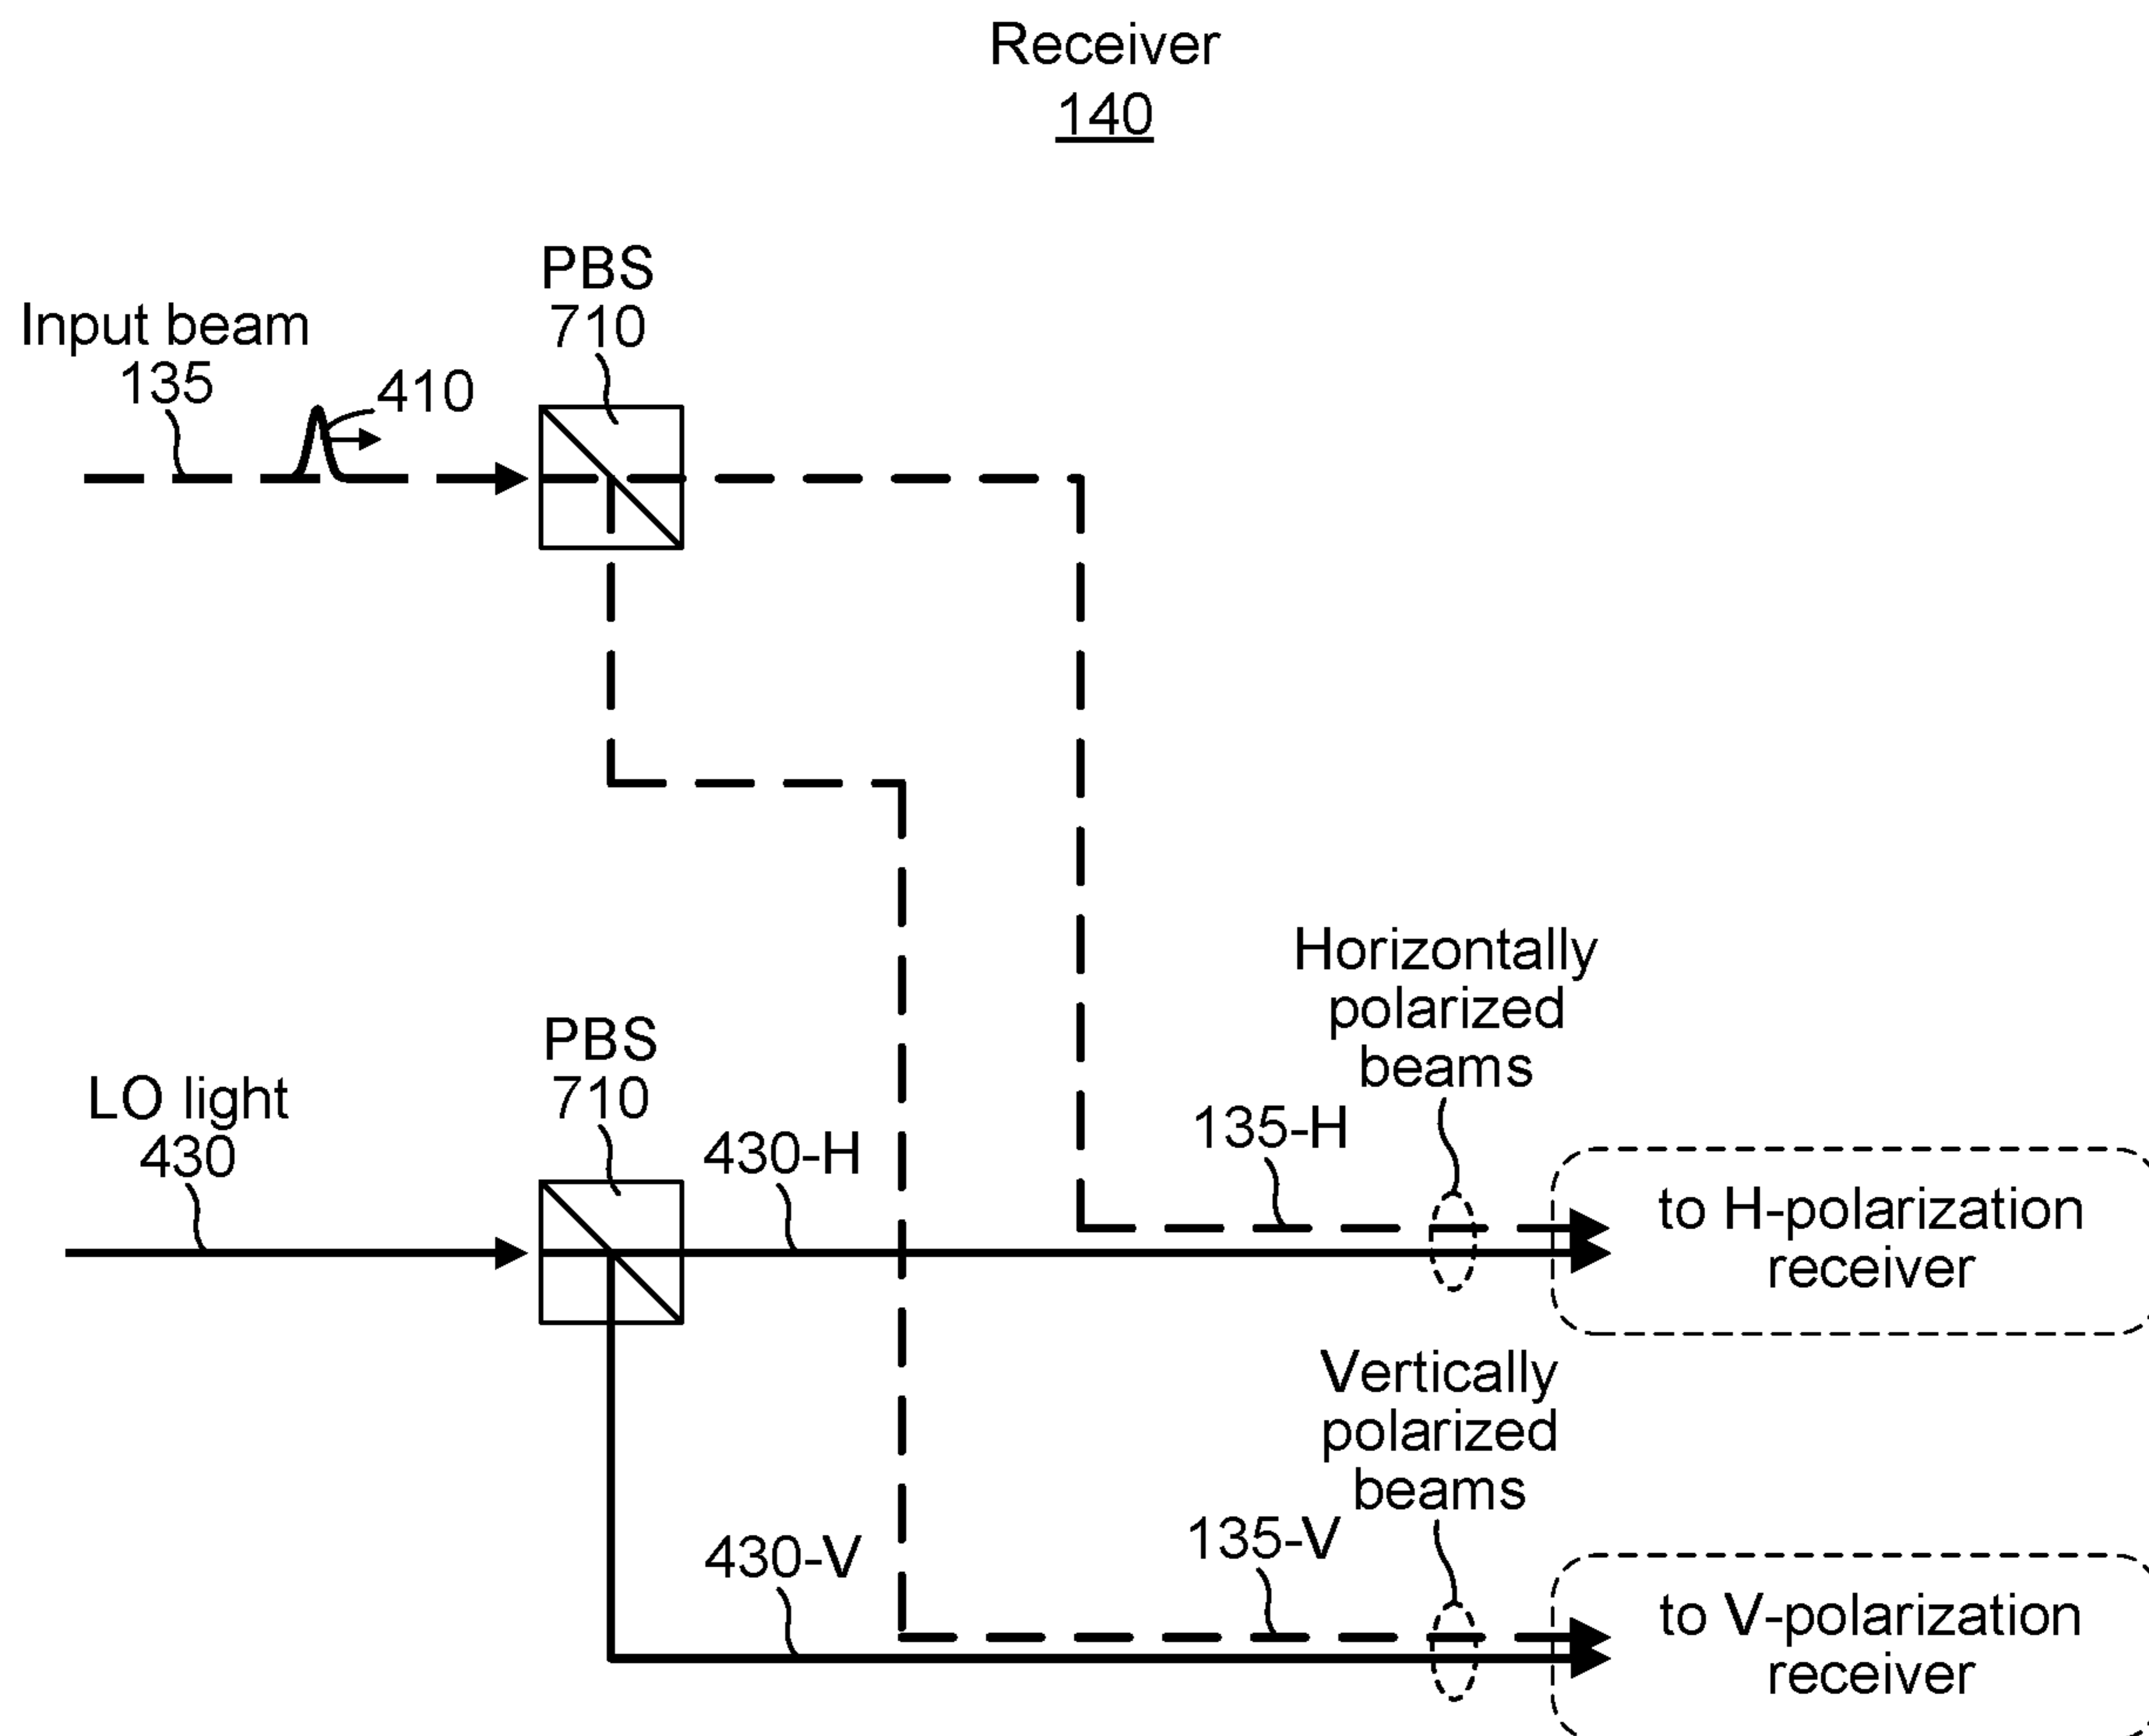 Receiver
140
PBS
710
Input beam
135
410
PBS
710
LO light
430
430-H
135-H
Horizontally
polarized
beams
to H-polarization
receiver
430-V
135-V
Vertically
polarized
beams
to V-polarization
receiver